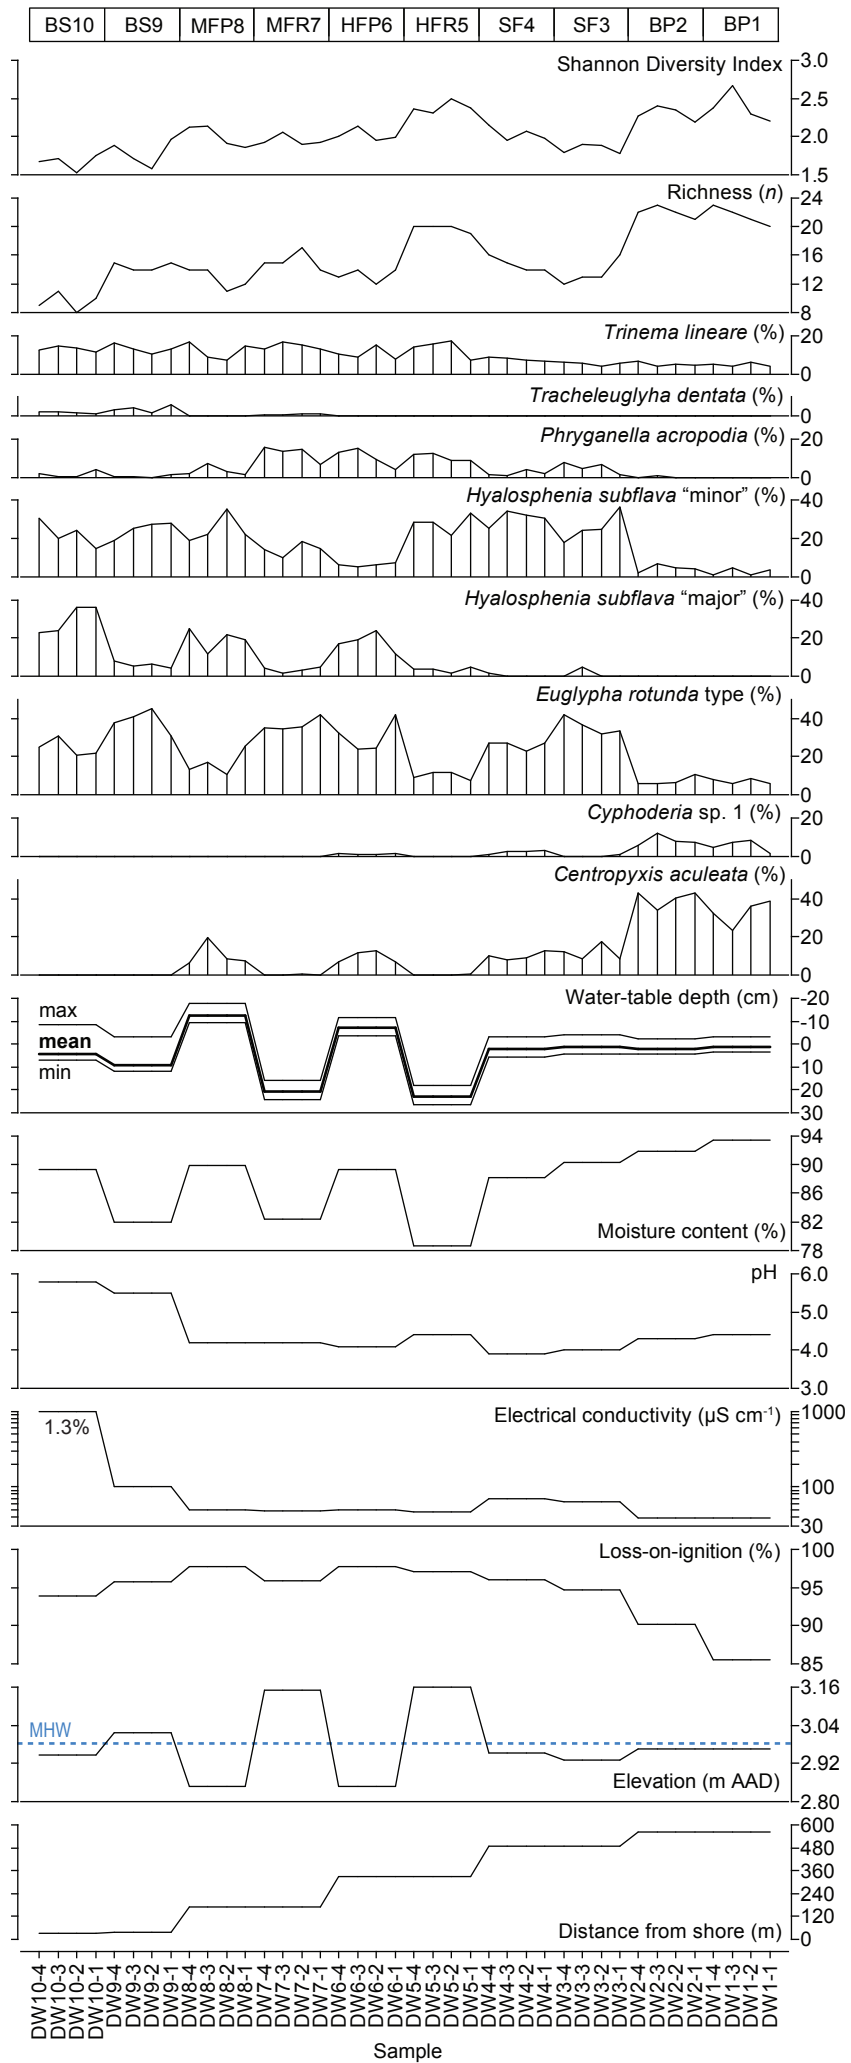 BS10 BS9 MFP8 MFR7 HFP6 HFR5 SF4 SF3 BP2 BP1
Shannon Diversity Index
3.0
2.5
2.0
1.5
Richness (n)
24
20
16
12
8
Trinema lineare (%)
20
0
Tracheleuglyha dentata (%)
0
Phryganella acropodia (%)
20
0
Hyalosphenia subflava “minor” (%)
40
20
0
Hyalosphenia subflava “major” (%)
40
20
0
Euglypha rotunda type (%)
40
20
0
Cyphoderia sp. 1 (%)
20
0
Centropyxis aculeata (%)
40
20
0
Water-table depth (cm)
max
mean
min
-20
-10
0
10
20
30
94
90
86
82
78
Moisture content (%)
pH
6.0
5.0
4.0
3.0
Electrical conductivity (µS cm-1)
1.3%
1000
100
30
Loss-on-ignition (%)
100
95
90
85
MHW
3.16
3.04
2.92
2.80
Elevation (m AAD)
600
480
360
240
120
0
Distance from shore (m)
DW10-4
DW10-3
DW10-2
DW10-1
DW9-4
DW9-3
DW9-2
DW9-1
DW8-4
DW8-3
DW8-2
DW8-1
DW7-4
DW7-3
DW7-2
DW7-1
DW6-4
DW6-3
DW6-2
DW6-1
DW5-4
DW5-3
DW5-2
DW5-1
DW4-4
DW4-3
DW4-2
DW4-1
DW3-4
DW3-3
DW3-2
DW3-1
DW2-4
DW2-3
DW2-2
DW2-1
DW1-4
DW1-3
DW1-2
DW1-1
Sample